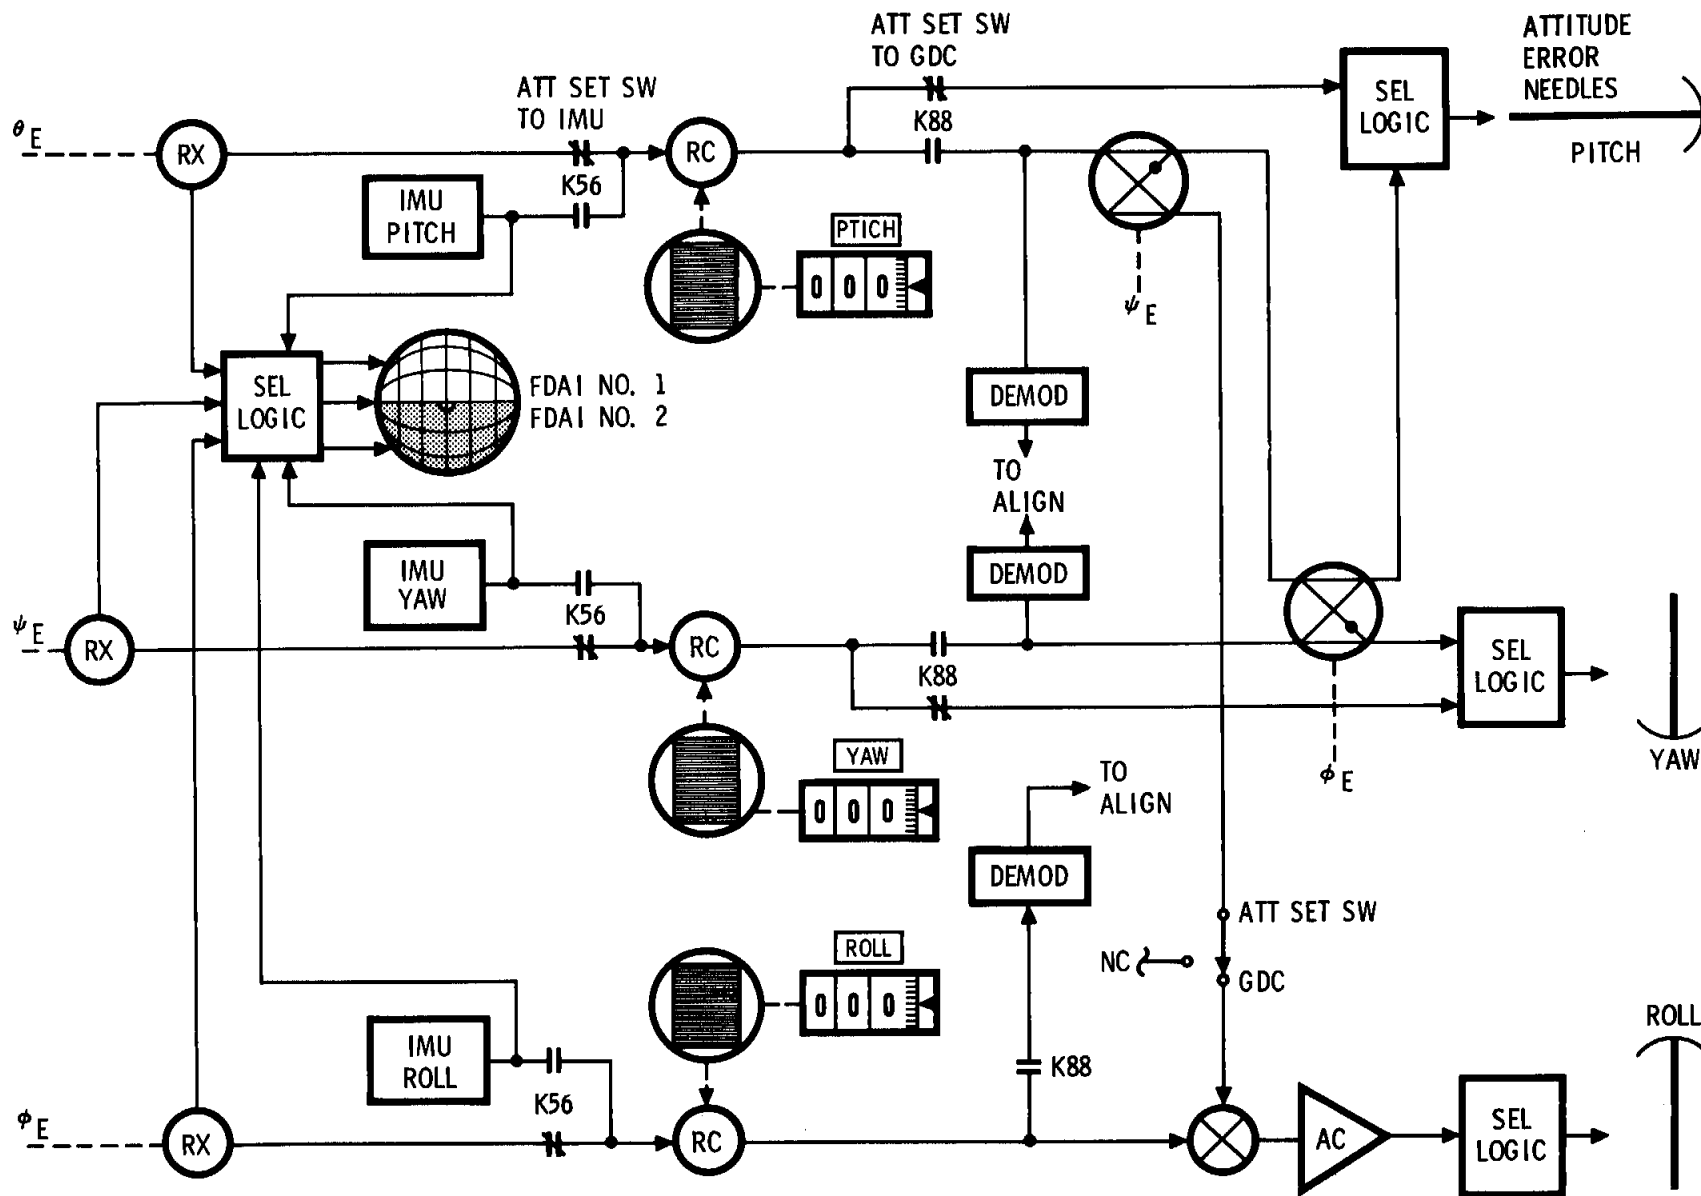 ATT SET SW
TO GDC
ATTITUDE
ERROR
NEEDLES
ATT SET SW
TO IMU
SEL
LOGIC
θE
RX
RC
K88
PITCH
K56
IMU
PITCH
PTICH
0 0 0
ψE
SEL
LOGIC
FDAI NO. 1
FDAI NO. 2
DEMOD
TO
ALIGN
IMU
YAW
DEMOD
K56
ψE
RX
RC
SEL
LOGIC
K88
YAW
YAW
0 0 0
TO
ALIGN
φE
DEMOD
ATT SET SW
ROLL
NC
GDC
0 0 0
ROLL
IMU
ROLL
K88
K56
φE
RX
RC
AC
SEL
LOGIC